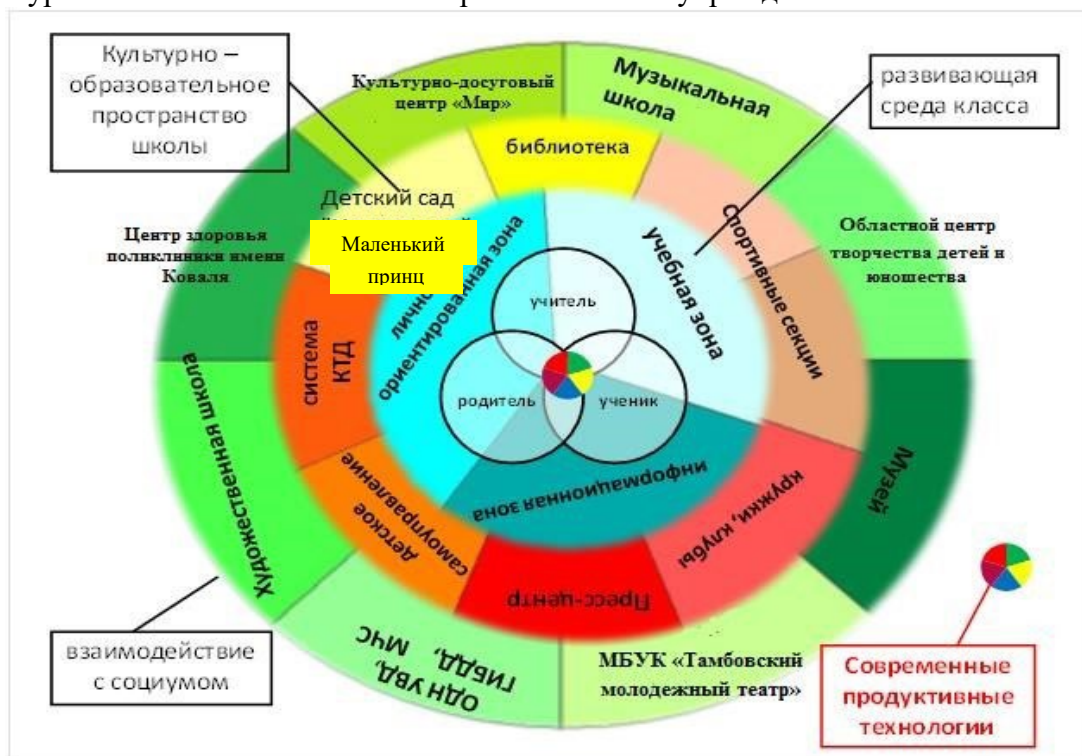 Культурно –
образовательное
пространство
школы
Культурно-досуговый
центр «Мир»
Музыкальная
школа
развивающая
среда класса
библиотека
Детский сад
Маленький
принц
Центр здоровья
поликлиники имени
Коваля
Спортивные секции
Областной центр
творчества детей и
юношества
ориентированная зона
учебная зона
учитель
система
КТД
родитель
ученик
Художественная школа
информационная зона
Музей
детское
самоуправление
кружки, клубы
Пресс-центр
взаимодействие
с социумом
ОДН УВД,
ГИБДД, МЧС
МБУК «Тамбовский
молодежный театр»
Современные
продуктивные
технологии